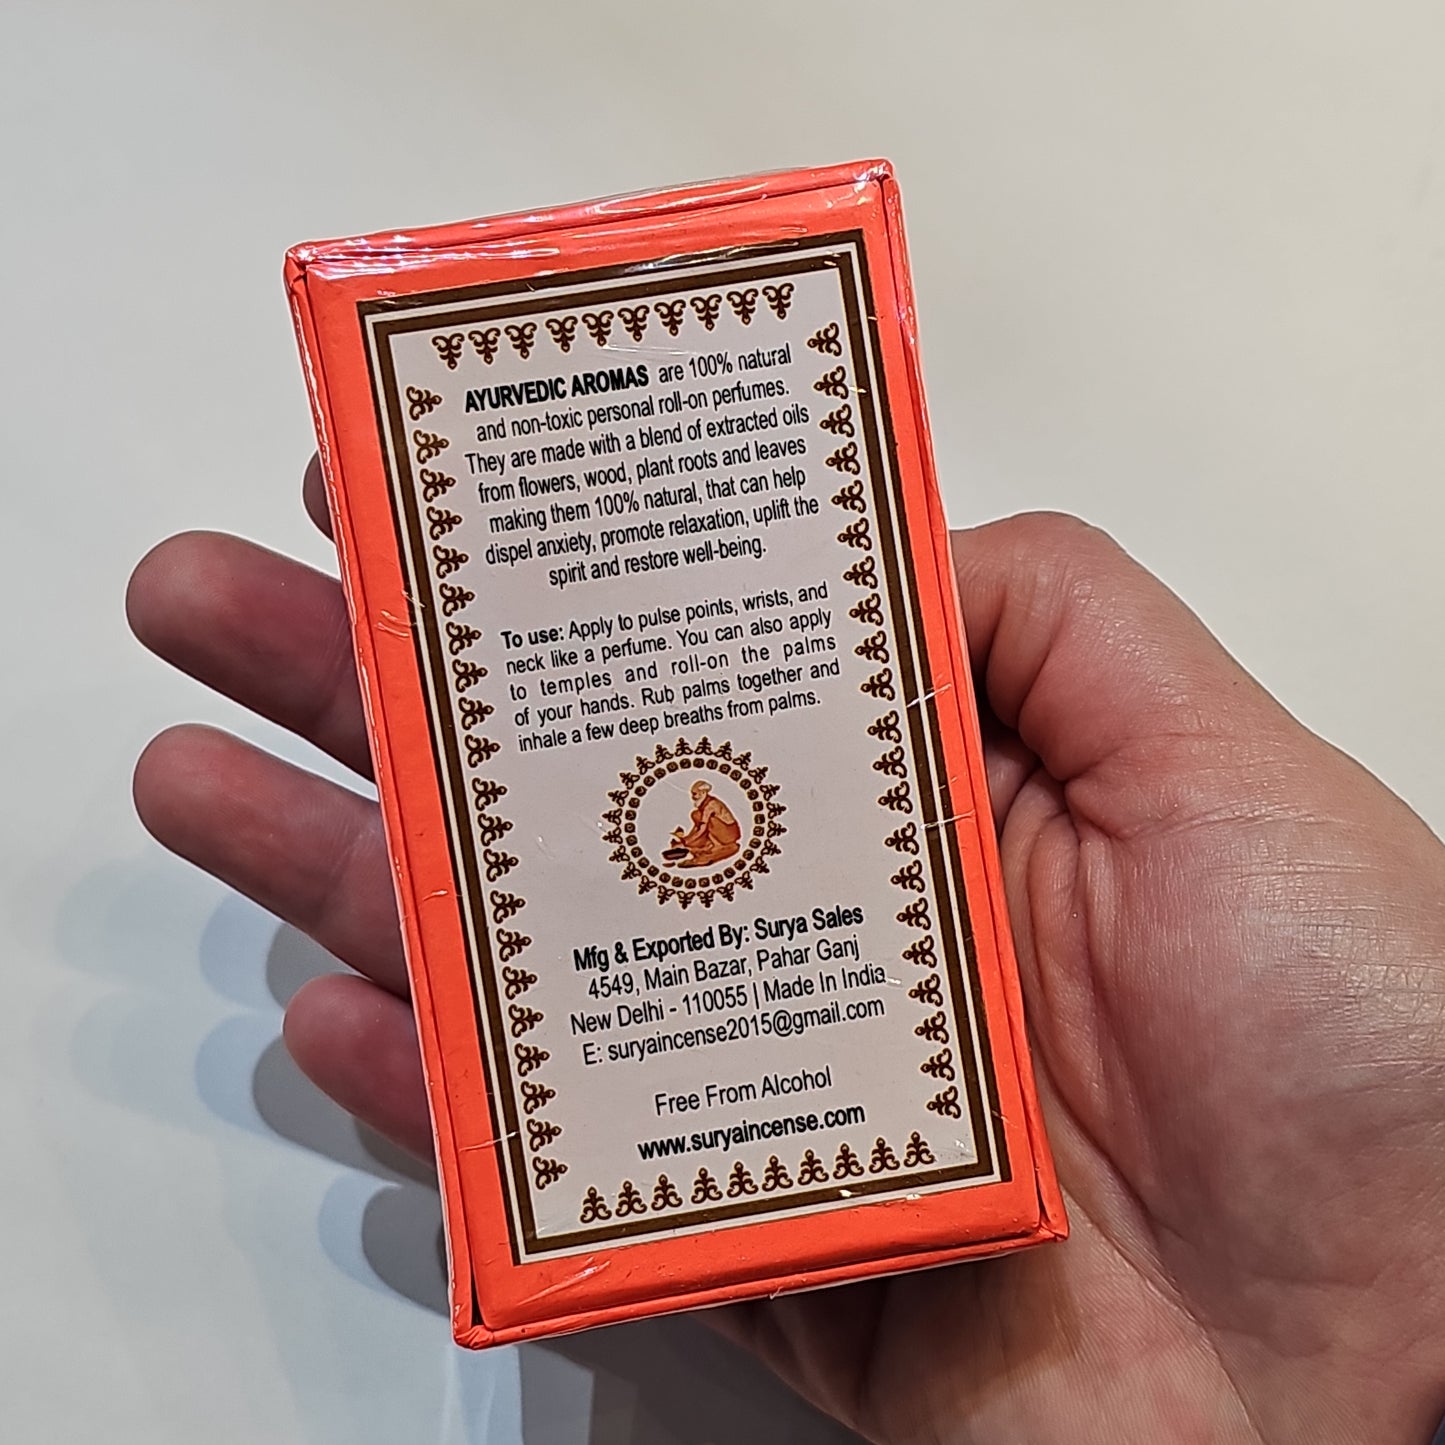 AYURVEDIC AROMAS are 100% natural
and non-toxic personal roll-on perfumes.
They are made with a blend of extracted oils
from flowers, wood, plant roots and leaves
making them 100% natural, that can help
dispel anxiety, promote relaxation, uplift the
spirit and restore well-being.
To use: Apply to pulse points, wrists, and
neck like a perfume. You can also apply
to temples and roll-on the palms
of your hands. Rub palms together and
inhale a few deep breaths from palms.
Mfg & Exported By: Surya Sales
4549, Main Bazar, Pahar Ganj
New Delhi - 110055 | Made In India
E: suryaincense2015@gmail.com
Free From Alcohol
www.suryaincense.com